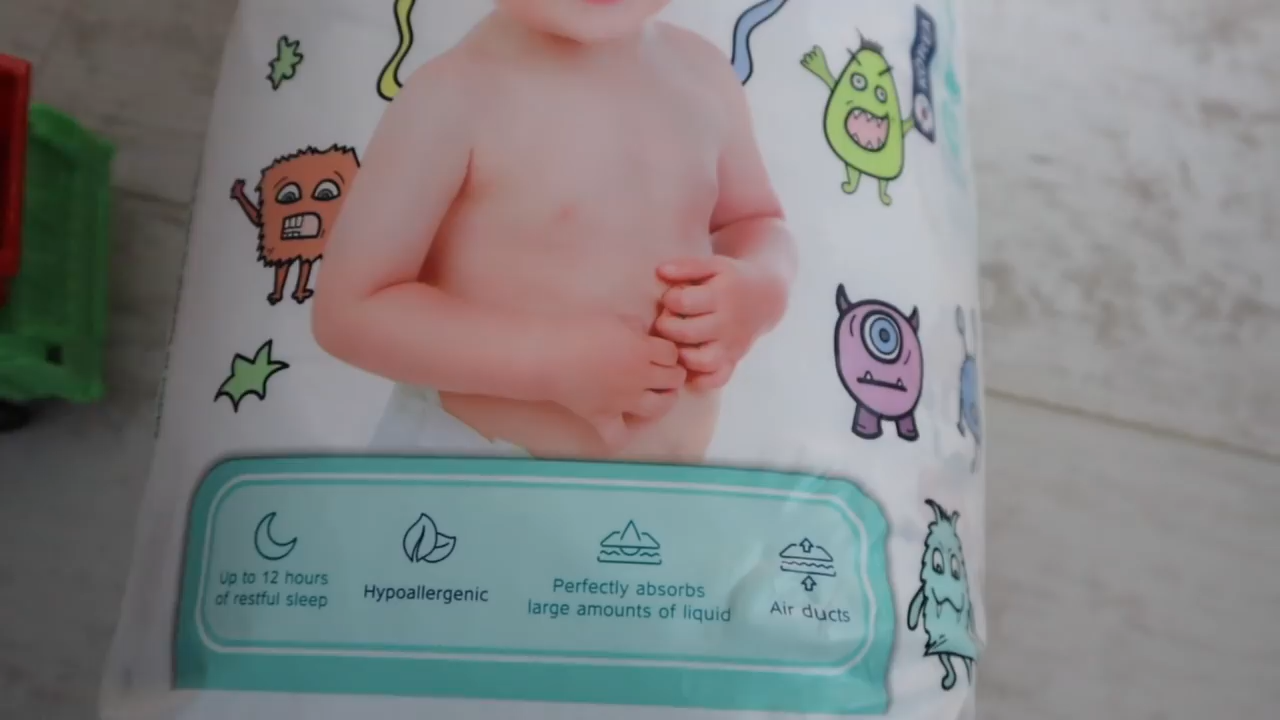 Up to 12 hours
of restful sleep
Hypoallergenic
Perfectly absorbs
large amounts of liquid
Air ducts